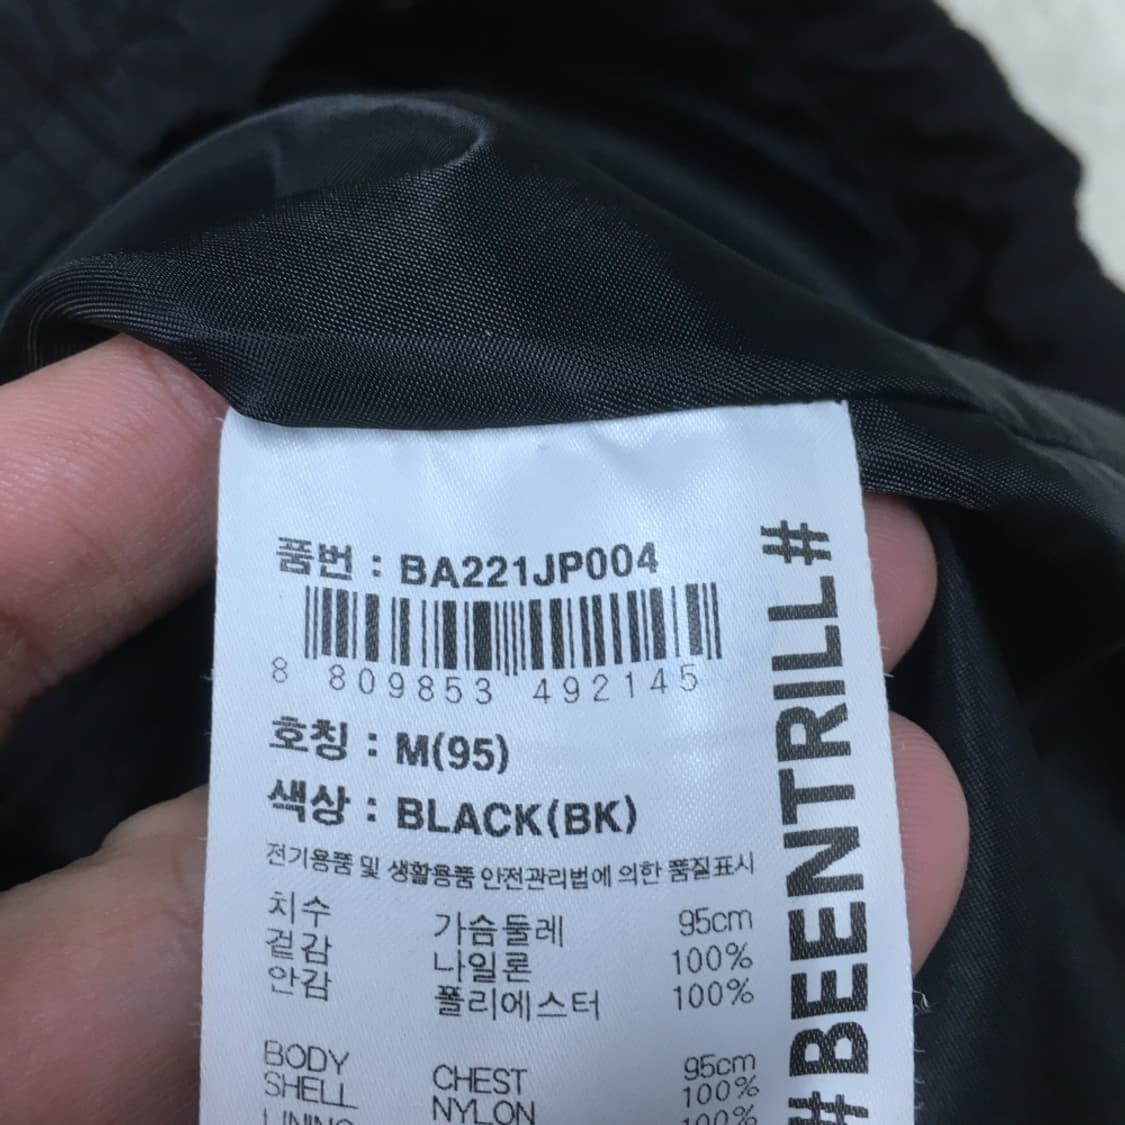 품번 : BA221JP004
8 809853 492145
호칭 : M(95)
색상 : BLACK(BK)
전기용품 및 생활용품 안전관리법에 의한 품질표시
치수 가슴둘레 95cm
겉감 나일론 100%
안감 폴리에스터 100%
BODY CHEST 95cm
SHELL NYLON 100%
LINING 100%
#BEENTRILL#